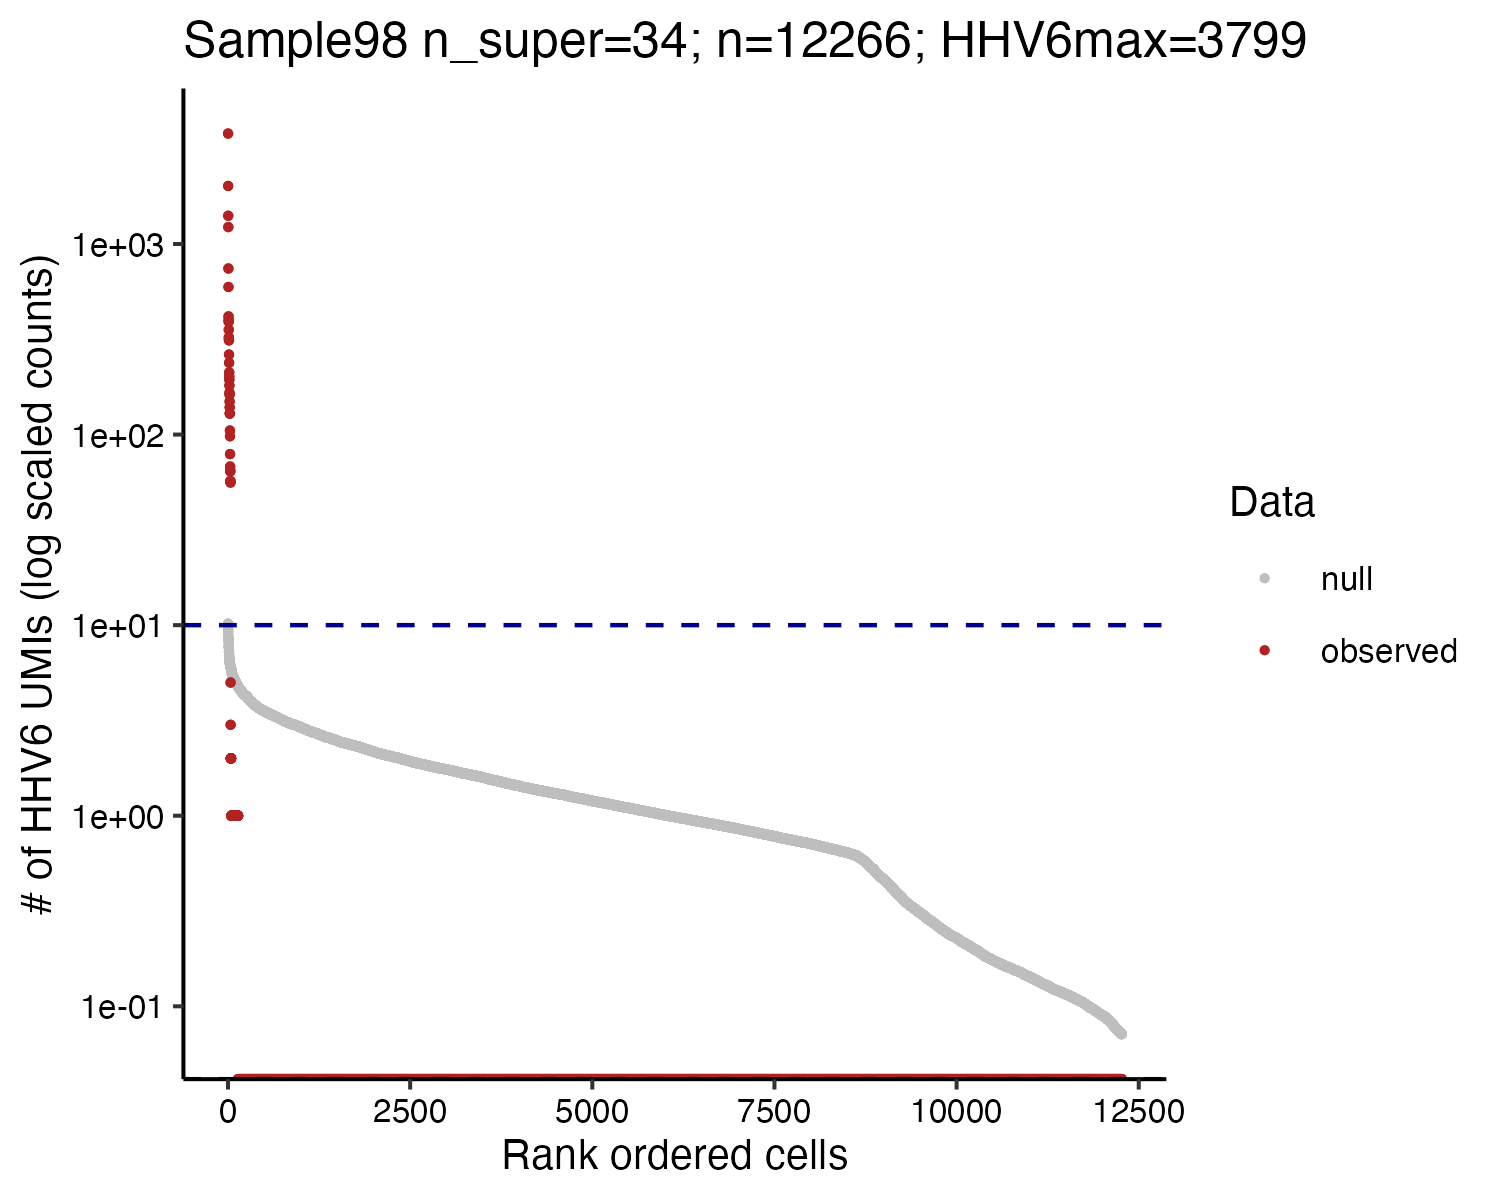 Sample98 n_super=34; n=12266; HHV6max=3799
# of HHV6 UMIs (log scaled counts)
1e+03
1e+02
1e+01
1e+00
1e-01
0 2500 5000 7500 10000 12500
Rank ordered cells
Data
null
observed